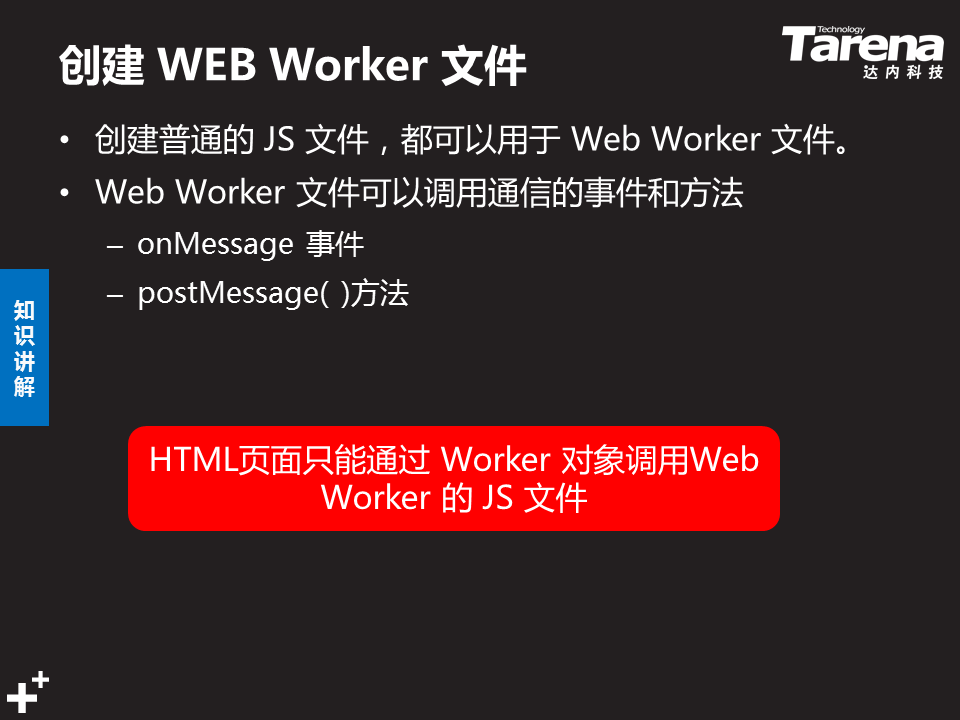 创建 WEB Worker 文件
Technology
Tarena
达内科技
• 创建普通的 JS 文件，都可以用于 Web Worker 文件。
• Web Worker 文件可以调用通信的事件和方法
– onMessage 事件
– postMessage( )方法
知识讲解
HTML页面只能通过 Worker 对象调用Web
Worker 的 JS 文件